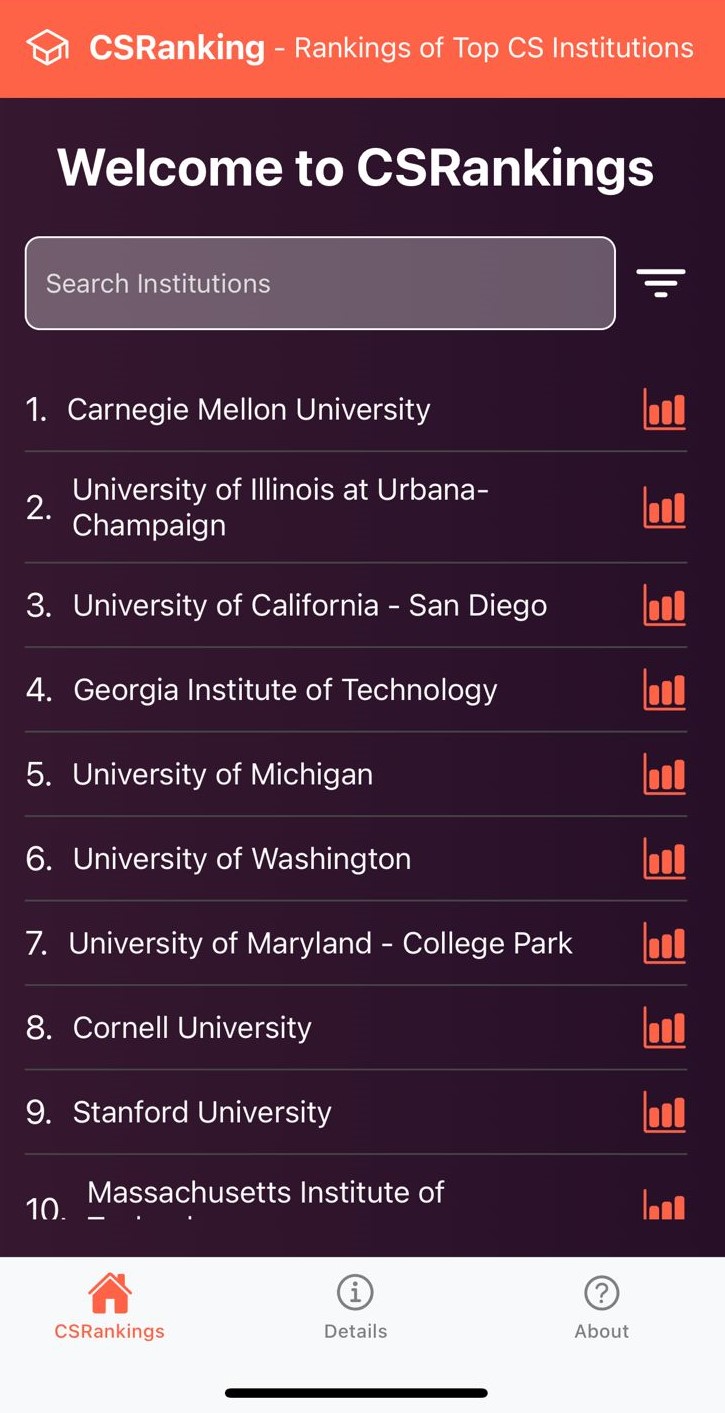 CSRanking - Rankings of Top CS Institutions
Welcome to CSRankings
Search Institutions
1. Carnegie Mellon University
2. University of Illinois at Urbana-
Champaign
3. University of California - San Diego
4. Georgia Institute of Technology
5. University of Michigan
6. University of Washington
7. University of Maryland - College Park
8. Cornell University
9. Stanford University
10. Massachusetts Institute of
CSRankings
Details
About